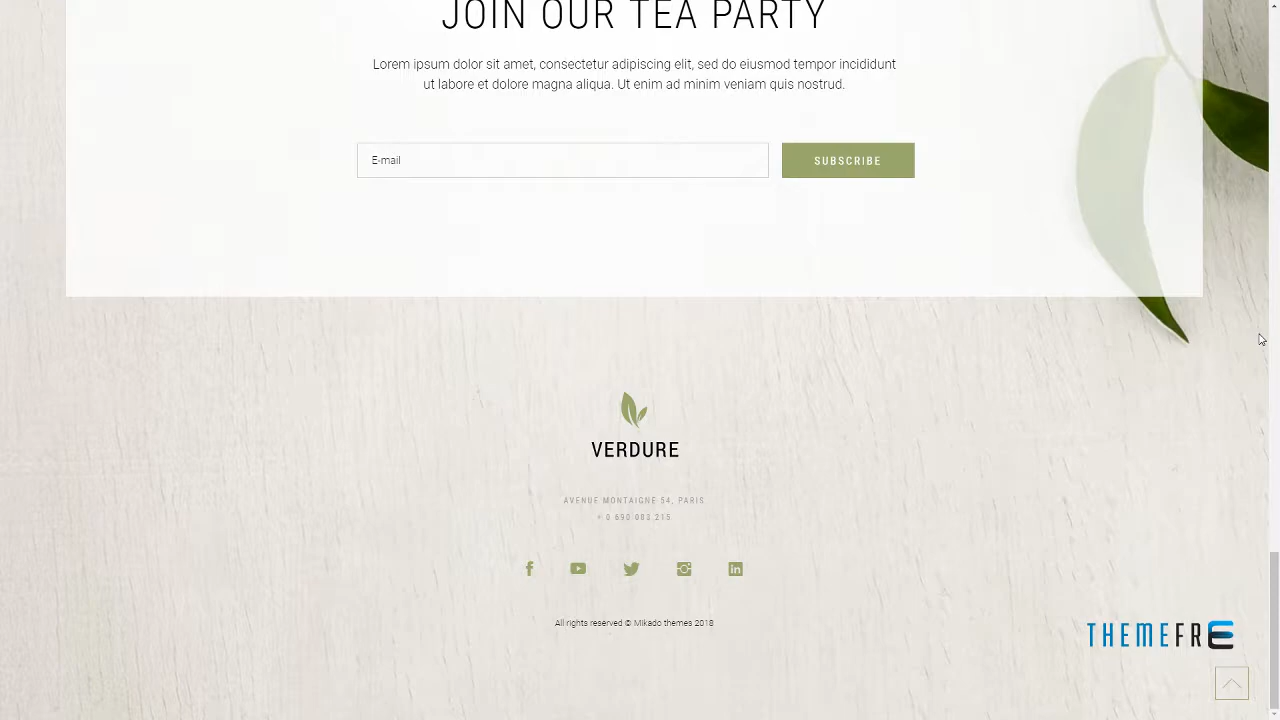 JOIN OUR TEA PARTY
Lorem ipsum dolor sit amet, consectetur adipiscing elit, sed do eiusmod tempor incididunt
ut labore et dolore magna aliqua. Ut enim ad minim veniam quis nostrud.
E-mail
SUBSCRIBE
VERDURE
AVENUE MONTAIGNE 54, PARIS
+ 0 690 083 215
All rights reserved © Mikado themes 2018
THEMEFRE